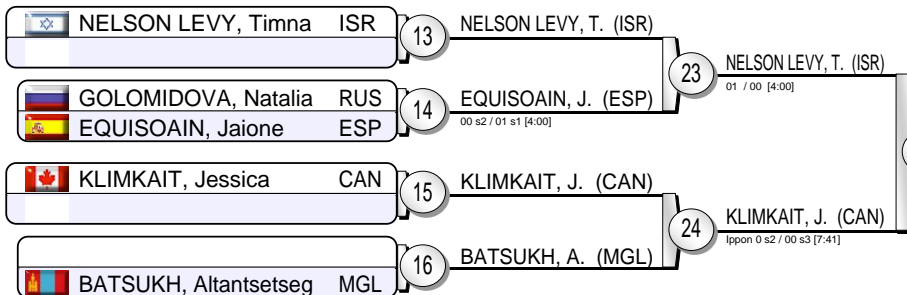 NELSON LEVY, Timna ISR
13
NELSON LEVY, T. (ISR)
23
NELSON LEVY, T. (ISR)
01 / 00 [4:00]
GOLOMIDOVA, Natalia RUS
EQUISOAIN, Jaione ESP
14
EQUISOAIN, J. (ESP)
00 s2 / 01 s1 [4:00]
KLIMKAIT, Jessica CAN
15
KLIMKAIT, J. (CAN)
24
KLIMKAIT, J. (CAN)
Ippon 0 s2 / 00 s3 [7:41]
BATSUKH, Altantsetseg MGL
16
BATSUKH, A. (MGL)